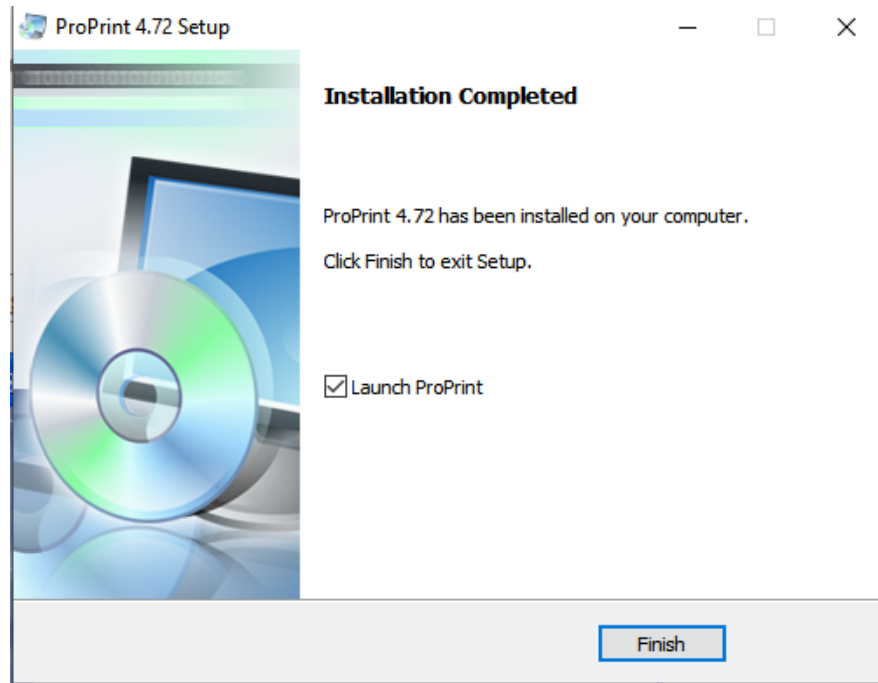 ProPrint 4.72 Setup
Installation Completed
ProPrint 4.72 has been installed on your computer.
Click Finish to exit Setup.
Launch ProPrint
Finish